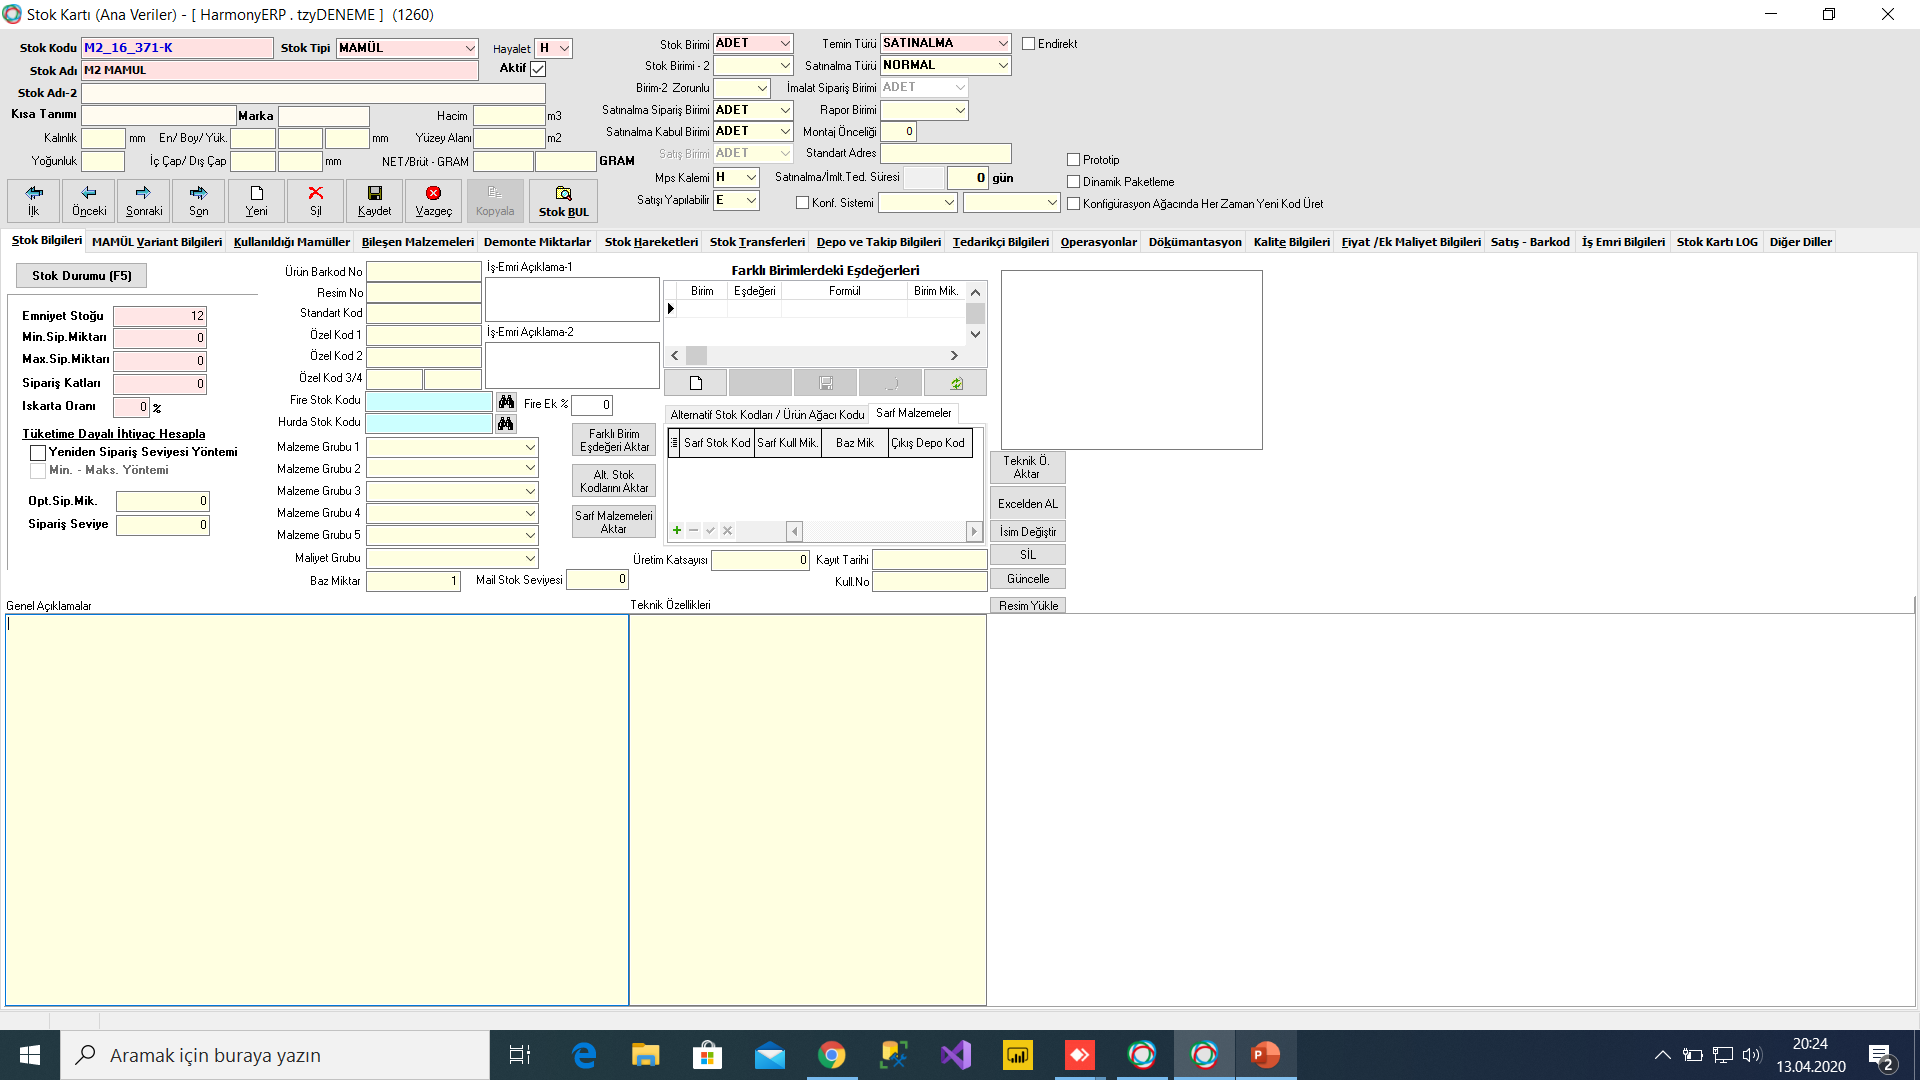 Stok Kartı (Ana Veriler) - [ HarmonyERP . tzyDENEME ] (1260)
Stok Kodu M2_16_371-K Stok Tipi MAMÜL Hayalet H
Stok Adı M2 MAMUL Aktif
Stok Adı-2
Kısa Tanımı Marka Hacim m3
Kalınlık mm En/ Boy/ Yük. mm Yüzey Alanı m2
Yoğunluk İç Çap/ Dış Çap mm NET/Brüt - GRAM GRAM
Stok Birimi ADET Temin Türü SATINALMA Endirekt
Stok Birimi - 2 Satınalma Türü NORMAL
Birim-2 Zorunlu İmalat Sipariş Birimi ADET
Satınalma Sipariş Birimi ADET Rapor Birimi
Satınalma Kabul Birimi ADET Montaj Önceliği 0
Satış Birimi ADET Standart Adres
Prototip
Mps Kalemi H Satınalma/İmlt.Ted. Süresi 0 gün
Dinamik Paketleme
Satışı Yapılabilir E Konf. Sistemi
Konfigürasyon Ağacında Her Zaman Yeni Kod Üret
İlk Önceki Sonraki Son Yeni Sil Kaydet Vazgeç Kopyala Stok BUL
Stok Bilgileri MAMÜL Variant Bilgileri Kullanıldığı Mamüller Bileşen Malzemeleri Demonte Miktarlar Stok Hareketleri Stok Transferleri Depo ve Takip Bilgileri Tedarikçi Bilgileri Operasyonlar Dökümantasyon Kalite Bilgileri Fiyat /Ek Maliyet Bilgileri Satış - Barkod İş Emri Bilgileri Stok Kartı LOG Diğer Diller
Stok Durumu (F5)
Emniyet Stoğu 12
Min.Sip.Miktarı 0
Max.Sip.Miktarı 0
Sipariş Katları 0
Iskarta Oranı 0 %
Tüketime Dayalı İhtiyaç Hesapla
Yeniden Sipariş Seviyesi Yöntemi
Min. - Maks. Yöntemi
Opt.Sip.Mik. 0
Sipariş Seviye 0
Ürün Barkod No
Resim No
Standart Kod
Özel Kod 1
Özel Kod 2
Özel Kod 3/4
Fire Stok Kodu Fire Ek % 0
Hurda Stok Kodu
Malzeme Grubu 1
Malzeme Grubu 2
Malzeme Grubu 3
Malzeme Grubu 4
Malzeme Grubu 5
Maliyet Grubu
Baz Miktar 1 Mail Stok Seviyesi 0
İş-Emri Açıklama-1
İş-Emri Açıklama-2
Farklı Birim Eşdeğeri Aktar
Alt. Stok Kodlarını Aktar
Sarf Malzemeleri Aktar
Farklı Birimlerdeki Eşdeğerleri
Birim Eşdeğeri Formül Birim Mik.
Alternatif Stok Kodları / Ürün Ağacı Kodu Sarf Malzemeler
Sarf Stok Kod Sarf Kull Mik. Baz Mik Çıkış Depo Kod
Üretim Katsayısı 0 Kayıt Tarihi
Kull.No
Teknik Ö. Aktar
Excelden AL
İsim Değiştir
SİL
Güncelle
Resim Yükle
Genel Açıklamalar Teknik Özellikleri
Aramak için buraya yazın
20:24
13.04.2020
2